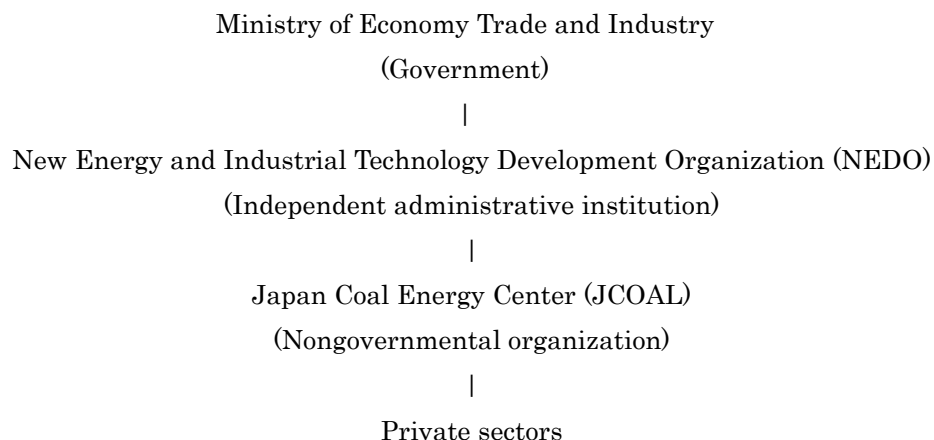 Ministry of Economy Trade and Industry
(Government)
|
New Energy and Industrial Technology Development Organization (NEDO)
(Independent administrative institution)
|
Japan Coal Energy Center (JCOAL)
(Nongovernmental organization)
|
Private sectors